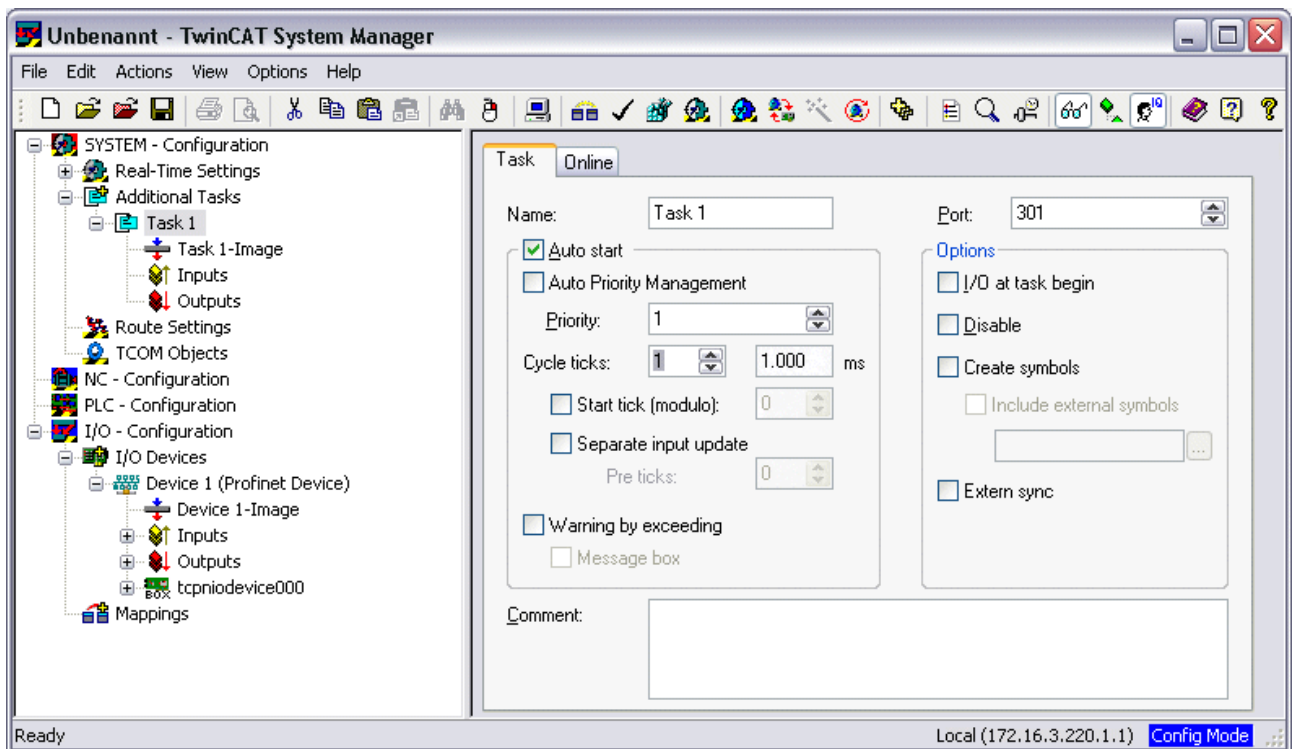 Unbenannt - TwinCAT System Manager
File Edit Actions View Options Help
SYSTEM - Configuration
Real-Time Settings
Additional Tasks
Task 1
Task 1-Image
Inputs
Outputs
Route Settings
TCOM Objects
NC - Configuration
PLC - Configuration
I/O - Configuration
I/O Devices
Device 1 (Profinet Device)
Device 1-Image
Inputs
Outputs
BOX tcpniodevice000
Mappings
Task Online
Name: Task 1
Port: 301
Auto start
Auto Priority Management
Priority: 1
Cycle ticks: 1 1.000 ms
Start tick (modulo): 0
Separate input update
Pre ticks: 0
Warning by exceeding
Message box
Options
I/O at task begin
Disable
Create symbols
Include external symbols
...
Extern sync
Comment:
Ready
Local (172.16.3.220.1.1) Config Mode